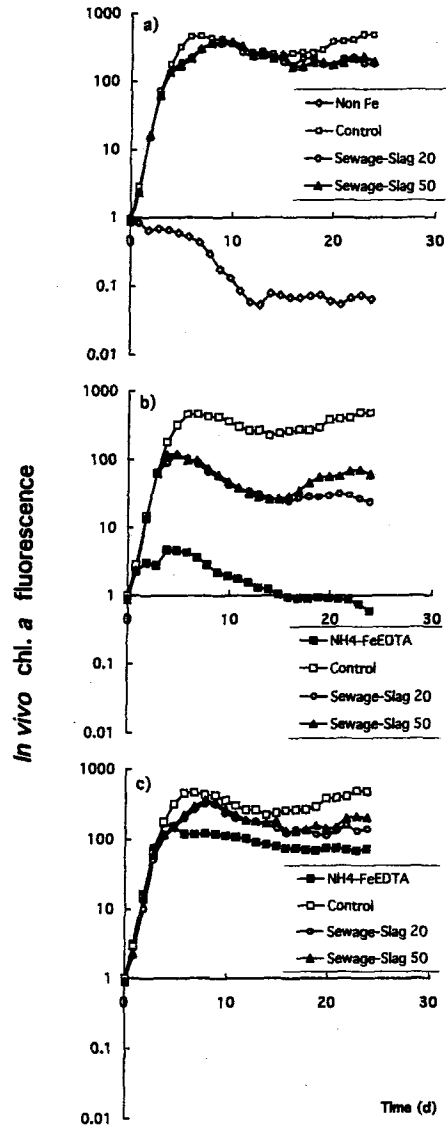 In vivo chl. a fluorescence
a)
1000
100
10
1
0.1
0.01
0
10
20
30
Non Fe
Control
Sewage-Slag 20
Sewage-Slag 50
b)
1000
100
10
1
0.1
0.01
0
10
20
30
NH4-FeEDTA
Control
Sewage-Slag 20
Sewage-Slag 50
c)
1000
100
10
1
0.1
0.01
0
10
20
30
NH4-FeEDTA
Control
Sewage-Slag 20
Sewage-Slag 50
Time (d)